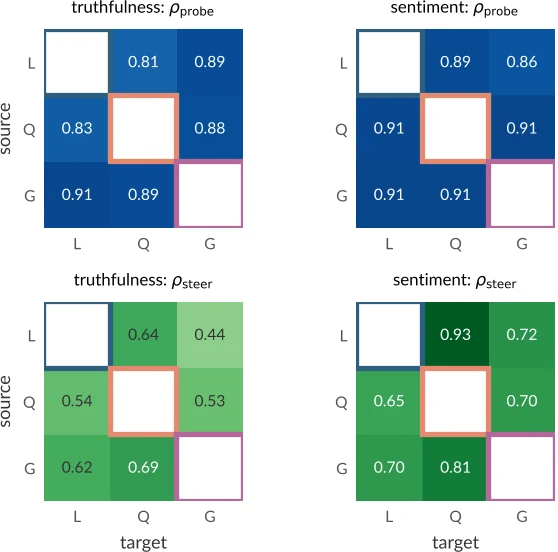 truthfulness: ρprobe
sentiment: ρprobe
source
L 0.81 0.89
Q 0.83 0.88
G 0.91 0.89
L Q G
L 0.89 0.86
Q 0.91 0.91
G 0.91 0.91
L Q G
truthfulness: ρsteer
sentiment: ρsteer
source
L 0.64 0.44
Q 0.54 0.53
G 0.62 0.69
L Q G
target
L 0.93 0.72
Q 0.65 0.70
G 0.70 0.81
L Q G
target